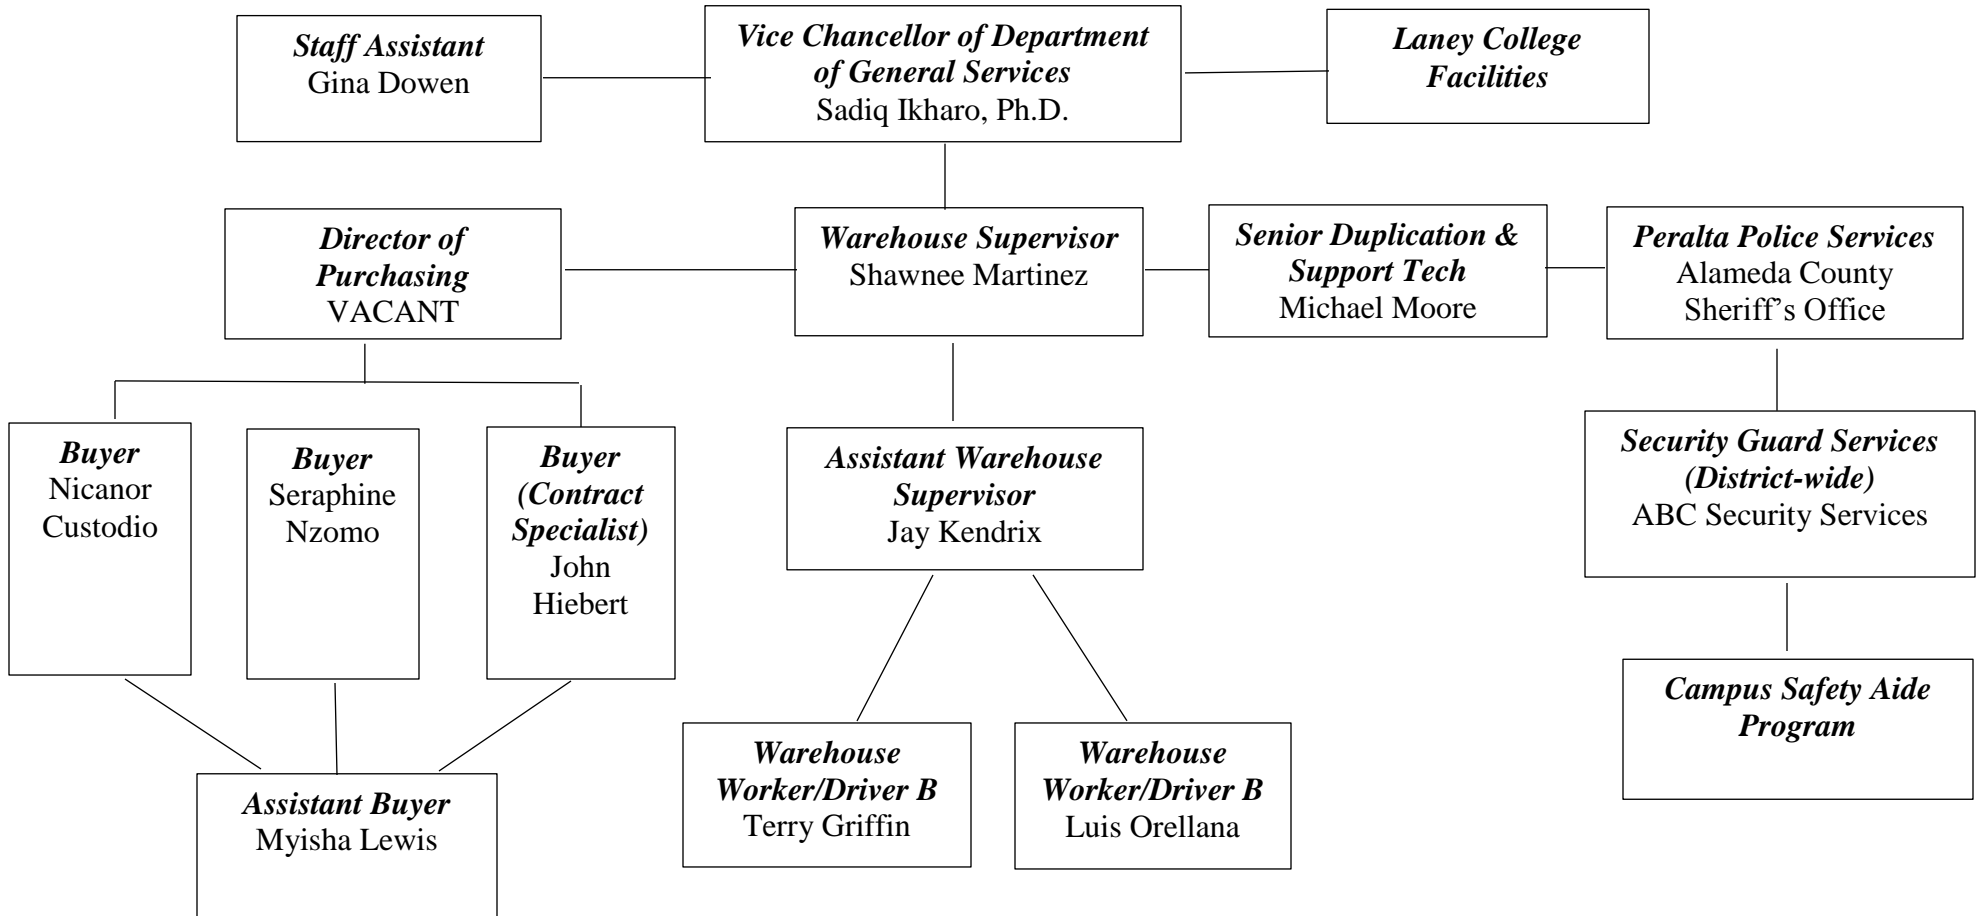 Staff Assistant
Gina Dowen
Vice Chancellor of Department
of General Services
Sadiq Ikharo, Ph.D.
Laney College
Facilities
Director of
Purchasing
VACANT
Warehouse Supervisor
Shawnee Martinez
Senior Duplication &
Support Tech
Michael Moore
Peralta Police Services
Alameda County
Sheriff’s Office
Buyer
Nicanor
Custodio
Buyer
Seraphine
Nzomo
Buyer
(Contract
Specialist)
John
Hiebert
Assistant Warehouse
Supervisor
Jay Kendrix
Security Guard Services
(District-wide)
ABC Security Services
Assistant Buyer
Myisha Lewis
Warehouse
Worker/Driver B
Terry Griffin
Warehouse
Worker/Driver B
Luis Orellana
Campus Safety Aide
Program